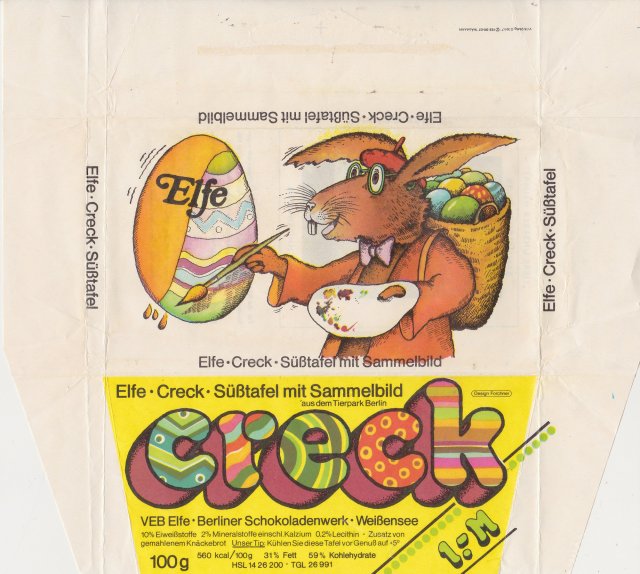 Elfe · Creck · Süßtafel mit Sammelbild
Elfe · Creck · Süßtafel
Elfe
Elfe · Creck · Süßtafel
Elfe · Creck · Süßtafel mit Sammelbild
Elfe · Creck · Süßtafel mit Sammelbild
aus dem Tierpark Berlin
Design Forchner
creck
VEB Elfe · Berliner Schokoladenwerk · Weißensee
10% Eiweißstoffe 2% Mineralstoffe einschl. Kalzium 0,2% Lecithin · Zusatz von
gemahlenem Knäckebrot. Unser Tip: Kühlen Sie diese Tafel vor Genuß auf +5°
100 g
560 kcal/100g 31% Fett 59% Kohlehydrate
HSL 14 26 200 · TGL 26 991
1:-M